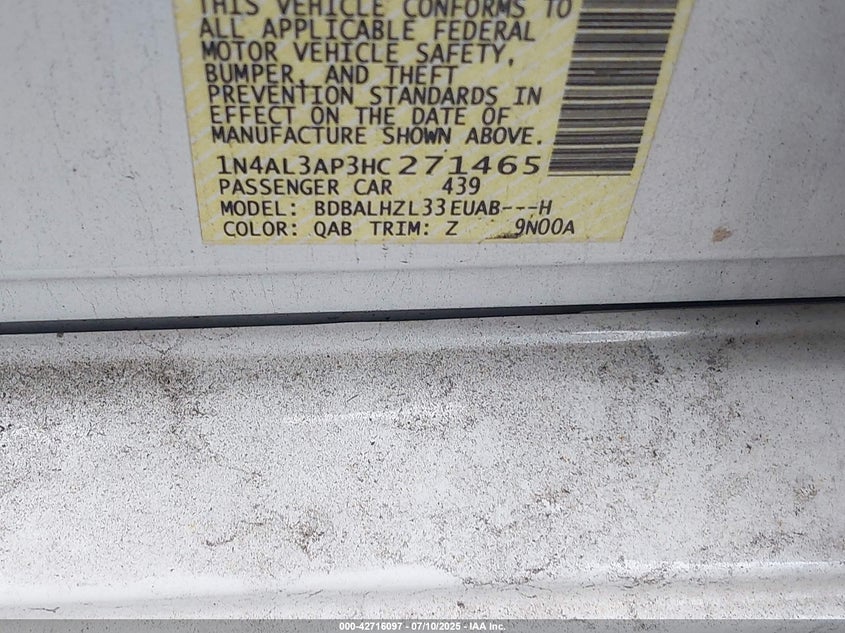 THIS VEHICLE CONFORMS TO
ALL APPLICABLE FEDERAL
MOTOR VEHICLE SAFETY,
BUMPER, AND THEFT
PREVENTION STANDARDS IN
EFFECT ON THE DATE OF
MANUFACTURE SHOWN ABOVE.
1N4AL3AP3HC271465
PASSENGER CAR 439
MODEL: BDBALHZL33EUAB---H
COLOR: QAB TRIM: Z 9N00A
000-42716097 - 07/10/2025 - IAA Inc.